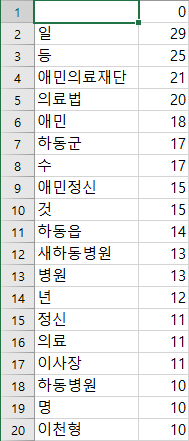 1 0
2 일 29
3 등 25
4 애민의료재단 21
5 의료법 20
6 애민 18
7 하동군 17
8 수 17
9 애민정신 15
10 것 15
11 하동읍 14
12 새하동병원 13
13 병원 13
14 년 12
15 정신 11
16 의료 11
17 이사장 11
18 하동병원 10
19 명 10
20 이천형 10